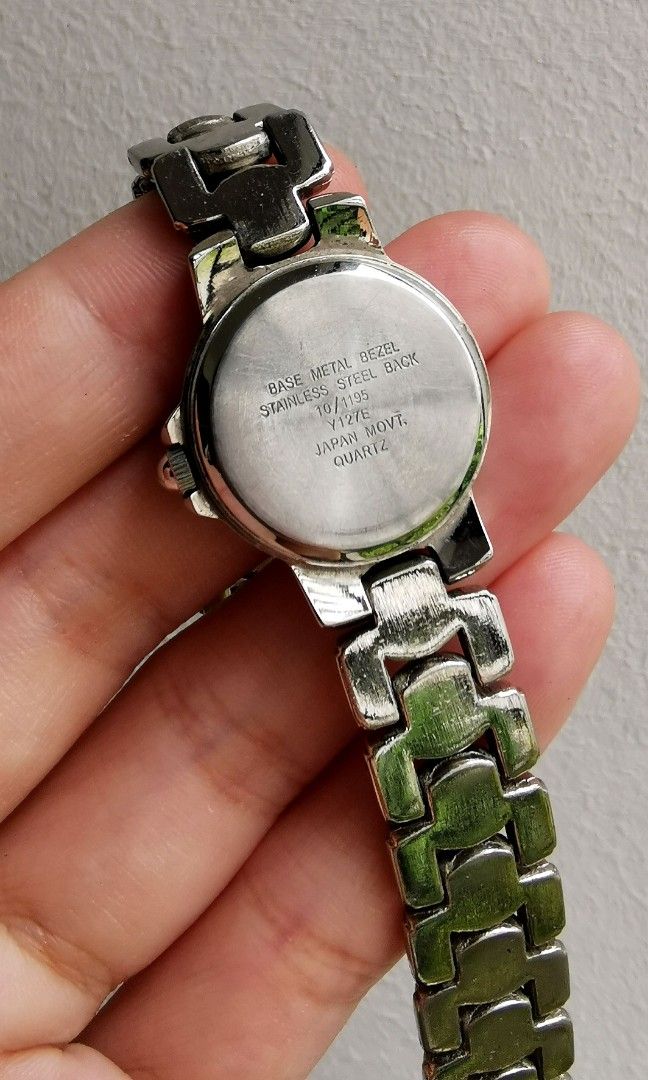 BASE METAL BEZEL
STAINLESS STEEL BACK
10/1195
Y127E
JAPAN MOVT.
QUARTZ